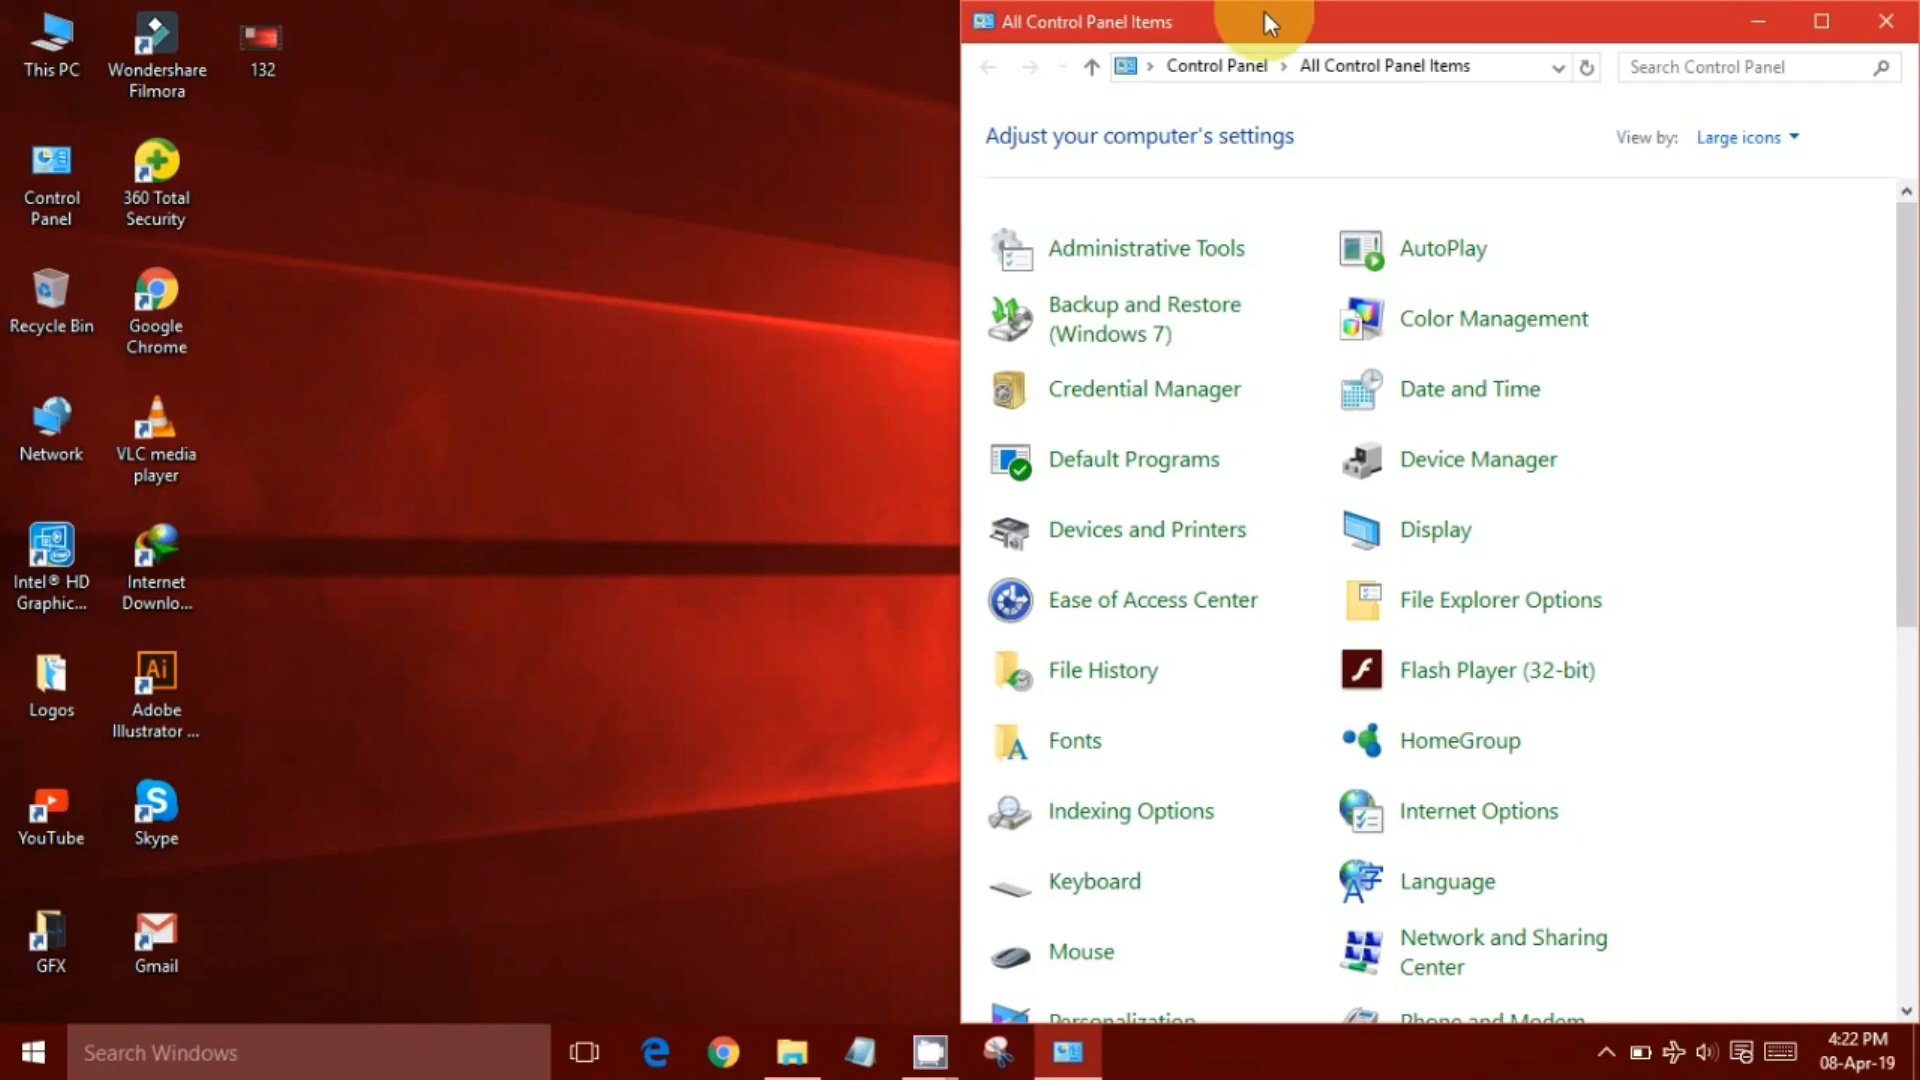 This PC
Wondershare
Filmora
132
Control
Panel
360 Total
Security
Recycle Bin
Google
Chrome
Network
VLC media
player
Intel® HD
Graphic...
Internet
Downlo...
Logos
Ai
Adobe
Illustrator ...
YouTube
Skype
GFX
Gmail
All Control Panel Items
Control Panel
All Control Panel Items
Search Control Panel
Adjust your computer's settings
View by:
Large icons
Administrative Tools
AutoPlay
Backup and Restore
(Windows 7)
Color Management
Credential Manager
Date and Time
Default Programs
Device Manager
Devices and Printers
Display
Ease of Access Center
File Explorer Options
File History
Flash Player (32-bit)
Fonts
HomeGroup
Indexing Options
Internet Options
Keyboard
Language
Mouse
Network and Sharing
Center
Personalization
Phone and Modem
Search Windows
4:22 PM
08-Apr-19